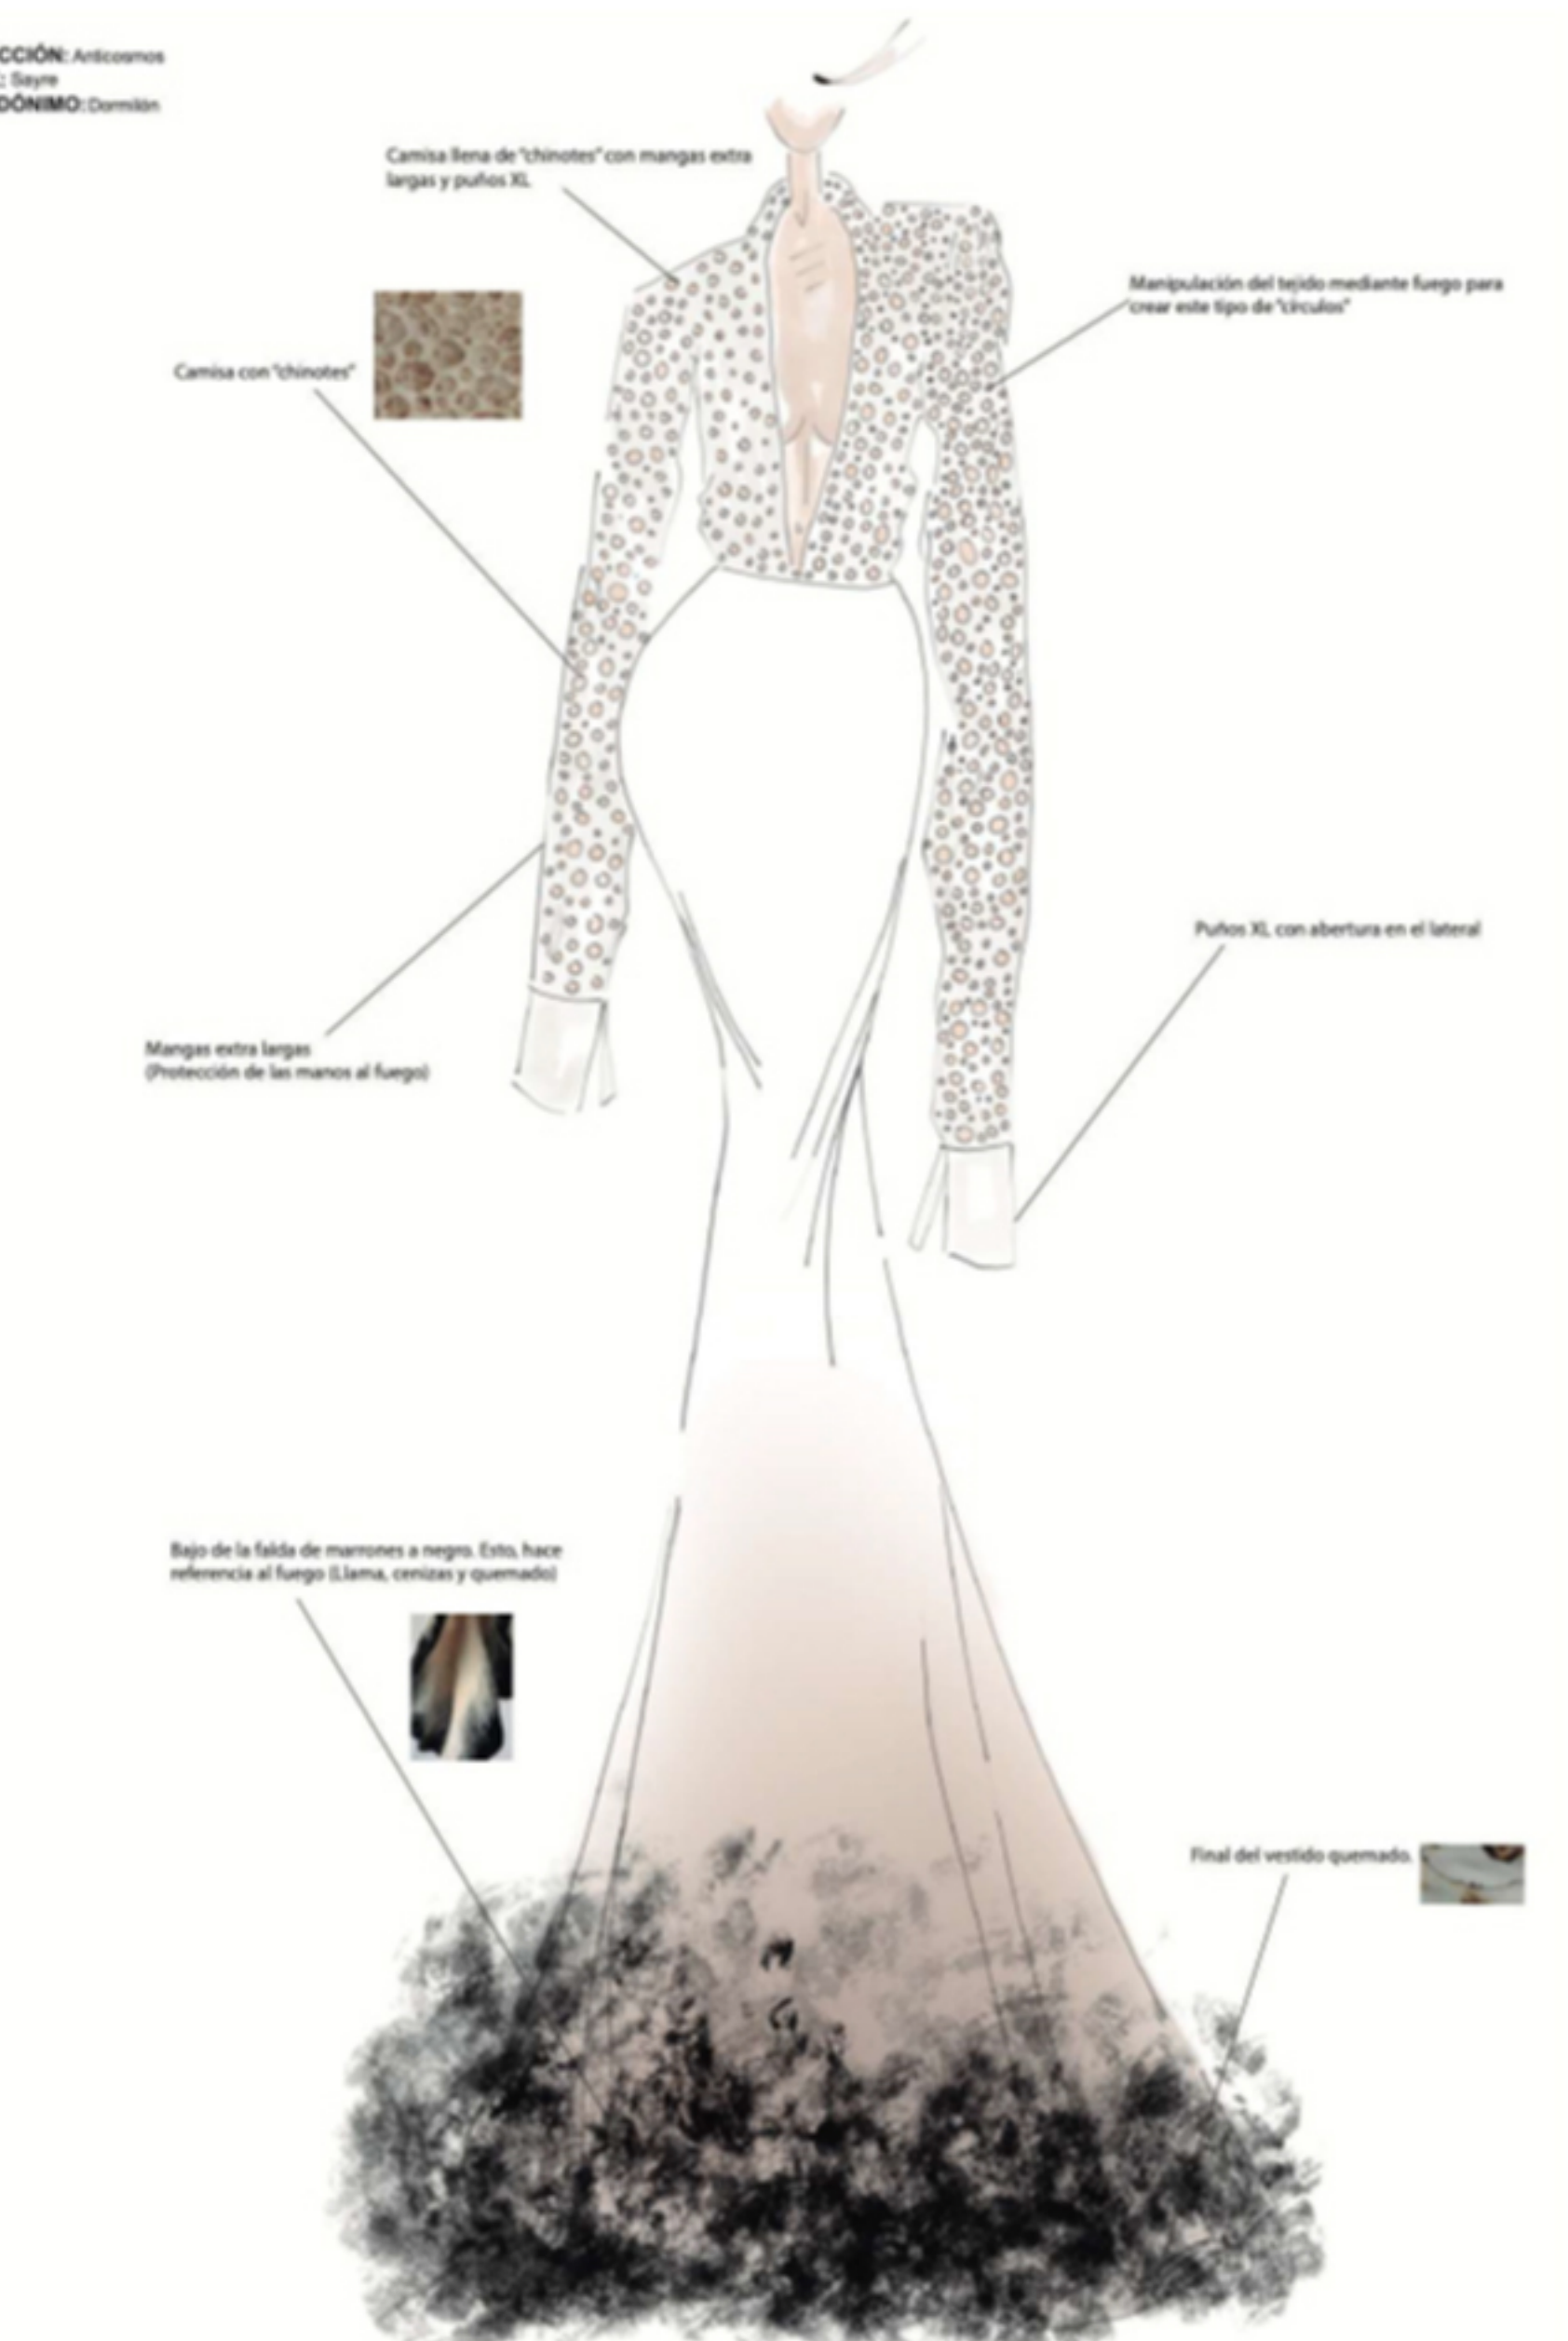 CCIÓN: Anticosmos
: Sayre
DÓNIMO: Dormilón
Camisa llena de "chinotes" con mangas extra
largas y puños XL
Manipulación del tejido mediante fuego para
crear este tipo de "círculos"
Camisa con "chinotes"
Puños XL con abertura en el lateral
Mangas extra largas
(Protección de las manos al fuego)
Bajo de la falda de marrones a negro. Esto, hace
referencia al fuego (Llama, cenizas y quemado)
Final del vestido quemado.